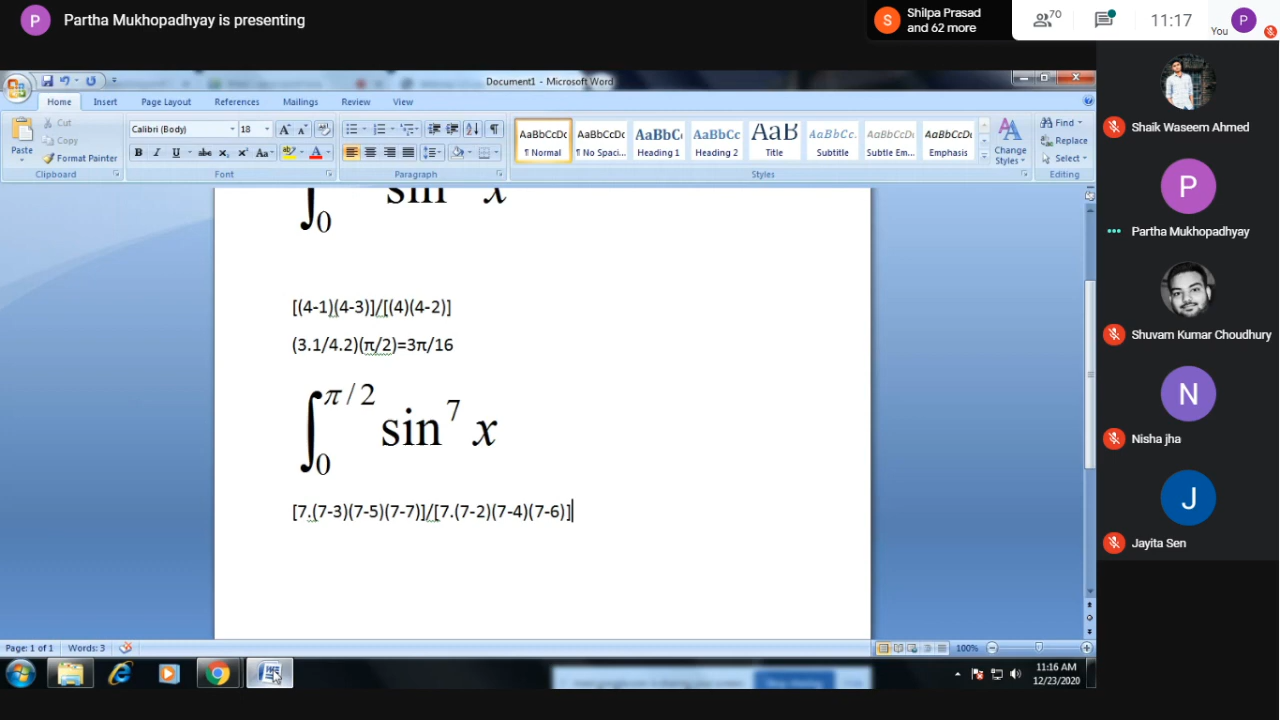 Partha Mukhopadhyay is presenting
Shilpa Prasad
and 62 more
70
11:17
You
Document1 - Microsoft Word
Home Insert Page Layout References Mailings Review View
Paste
Cut
Copy
Format Painter
Clipboard
Calibri (Body) 18
Font
Paragraph
AaBbCcDc AaBbCcDc AaBbC AaBbCc AaB AaBbCc. AaBbCcDc AaBbCcDc
¶ Normal ¶ No Spaci... Heading 1 Heading 2 Title Subtitle Subtle Em... Emphasis
Change
Styles
Styles
Find
Replace
Select
Editing
∫0 sin x
[(4-1)(4-3)]/[(4)(4-2)]
(3.1/4.2)(π/2)=3π/16
∫0^π/2 sin^7 x
[7.(7-3)(7-5)(7-7)]/[7.(7-2)(7-4)(7-6)]
Page: 1 of 1 Words: 3
100%
11:16 AM
12/23/2020
Shaik Waseem Ahmed
P
Partha Mukhopadhyay
Shuvam Kumar Choudhury
N
Nisha jha
J
Jayita Sen